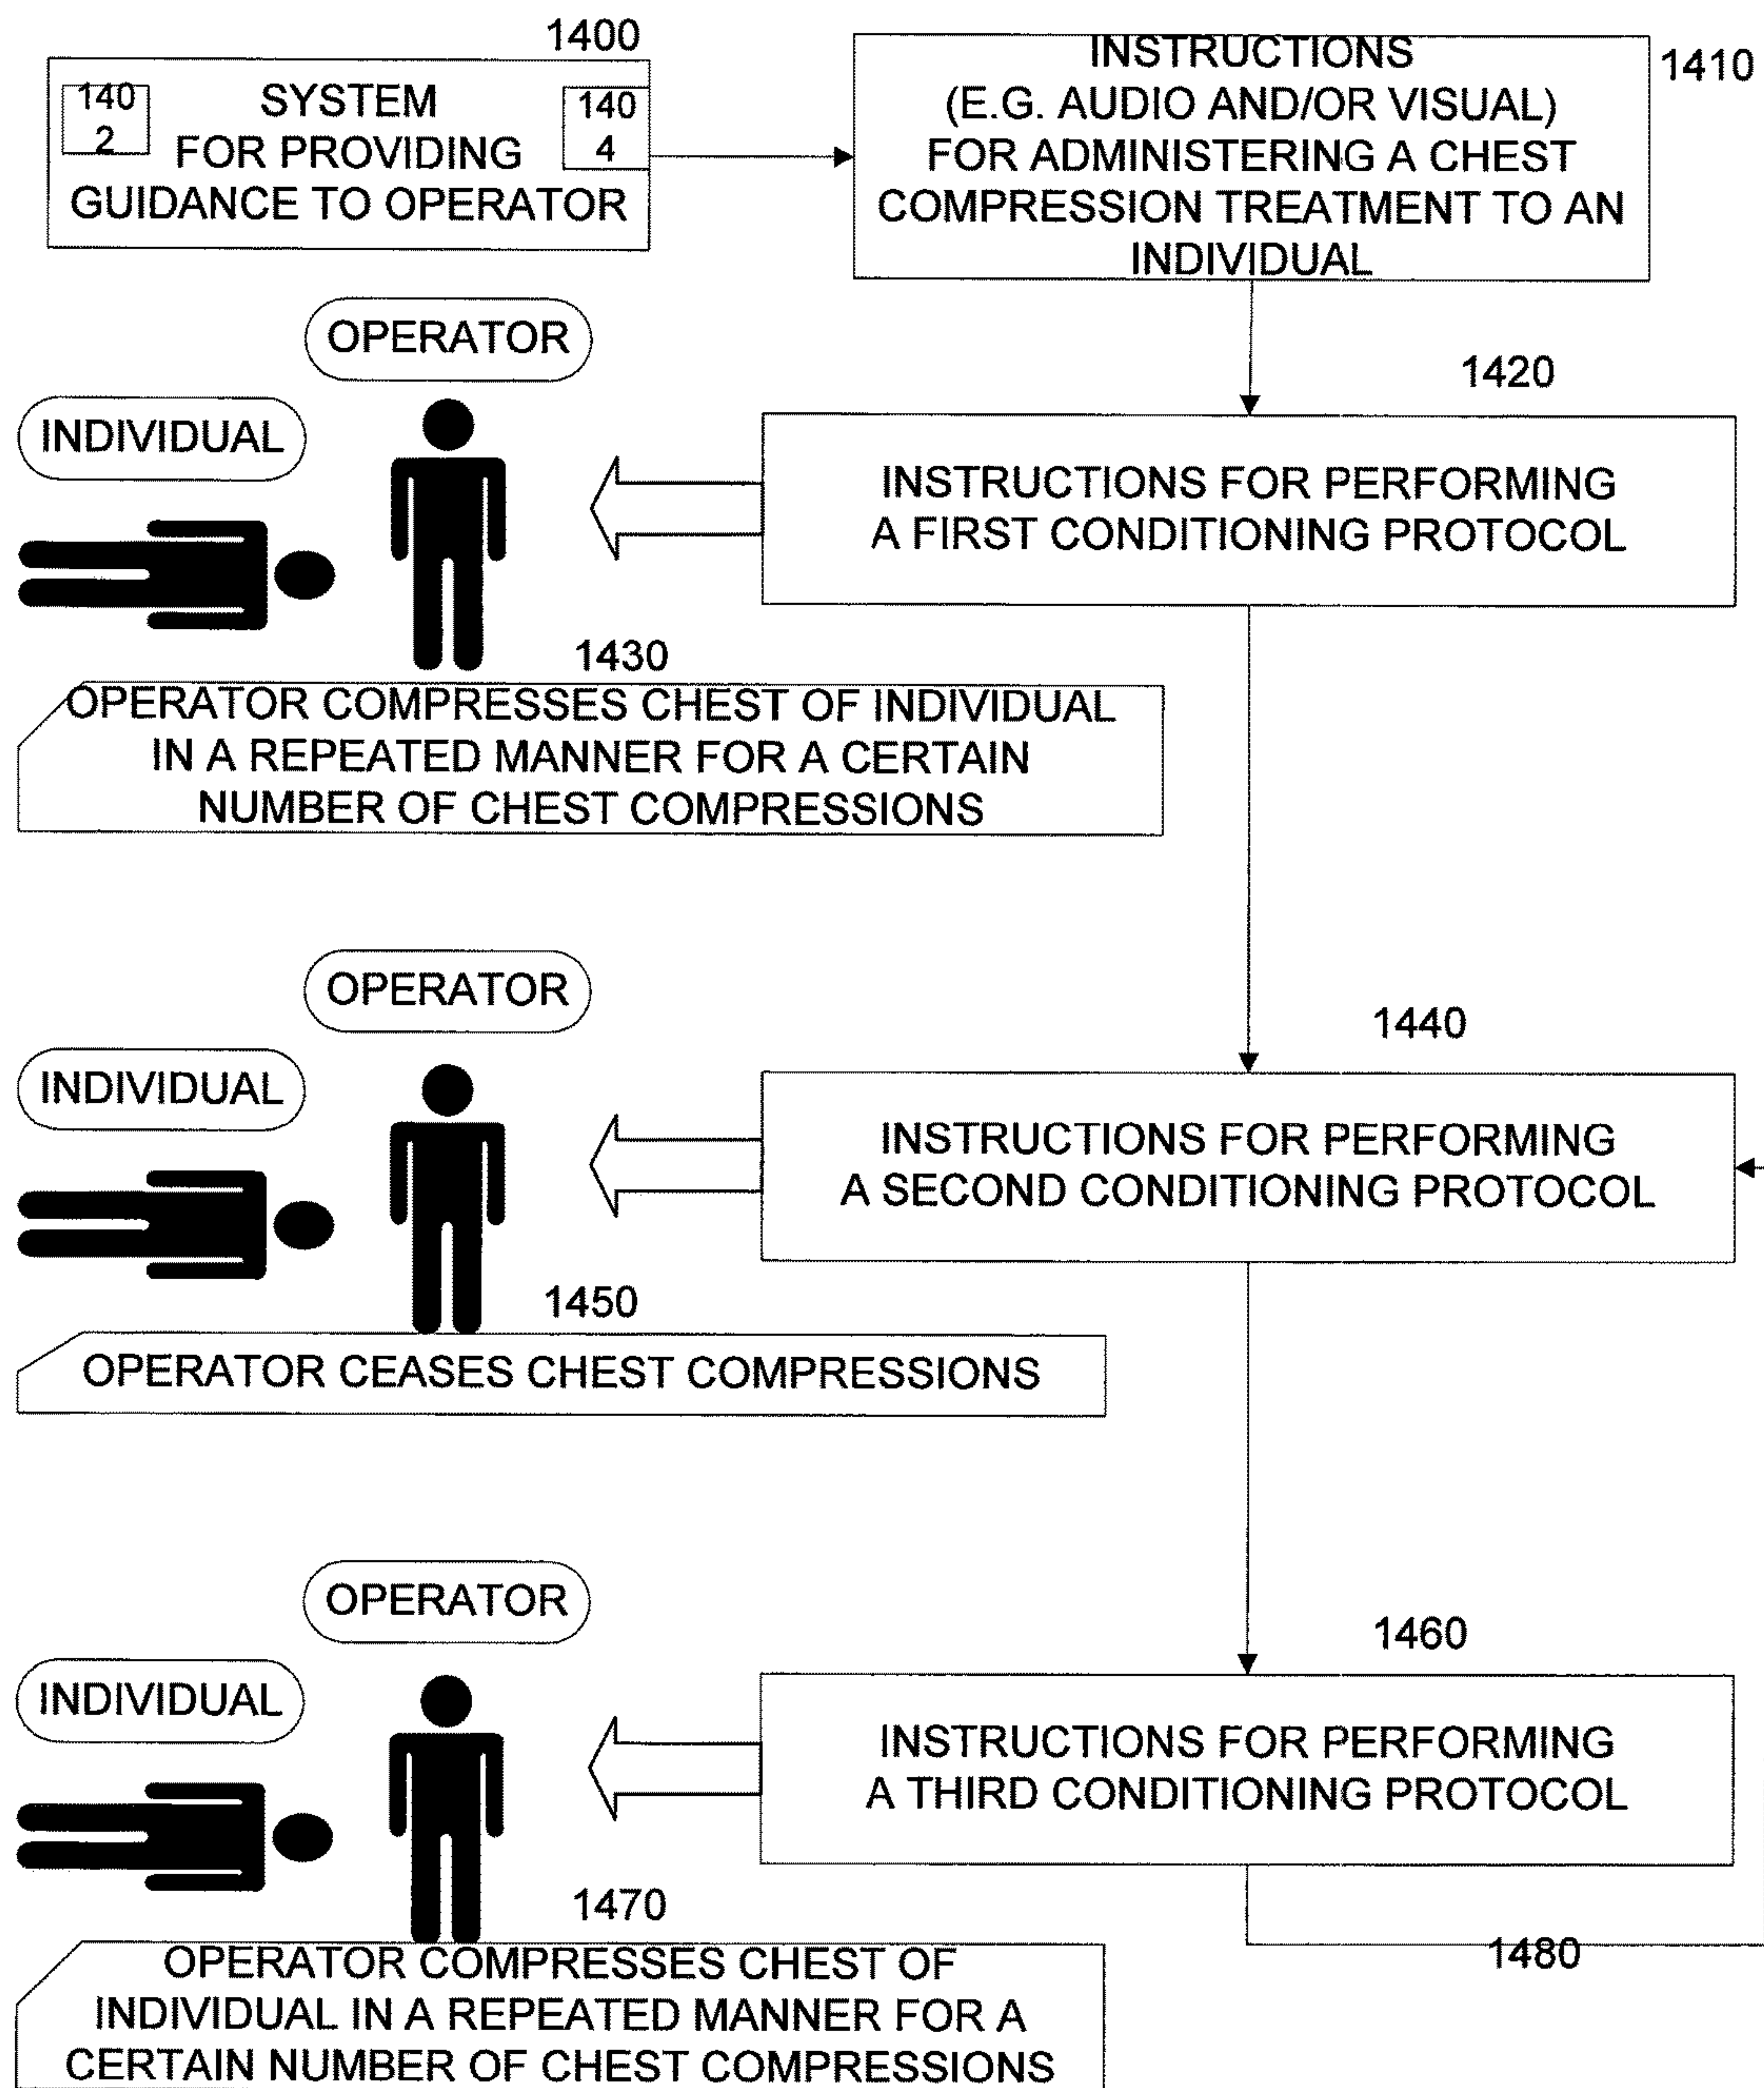 1400
140
2
SYSTEM
FOR PROVIDING
GUIDANCE TO OPERATOR
140
4
INSTRUCTIONS
(E.G. AUDIO AND/OR VISUAL)
FOR ADMINISTERING A CHEST
COMPRESSION TREATMENT TO AN
INDIVIDUAL
1410
OPERATOR
INDIVIDUAL
1420
INSTRUCTIONS FOR PERFORMING
A FIRST CONDITIONING PROTOCOL
1430
OPERATOR COMPRESSES CHEST OF INDIVIDUAL
IN A REPEATED MANNER FOR A CERTAIN
NUMBER OF CHEST COMPRESSIONS
OPERATOR
INDIVIDUAL
1440
INSTRUCTIONS FOR PERFORMING
A SECOND CONDITIONING PROTOCOL
1450
OPERATOR CEASES CHEST COMPRESSIONS
OPERATOR
INDIVIDUAL
1460
INSTRUCTIONS FOR PERFORMING
A THIRD CONDITIONING PROTOCOL
1470
1480
OPERATOR COMPRESSES CHEST OF
INDIVIDUAL IN A REPEATED MANNER FOR A
CERTAIN NUMBER OF CHEST COMPRESSIONS